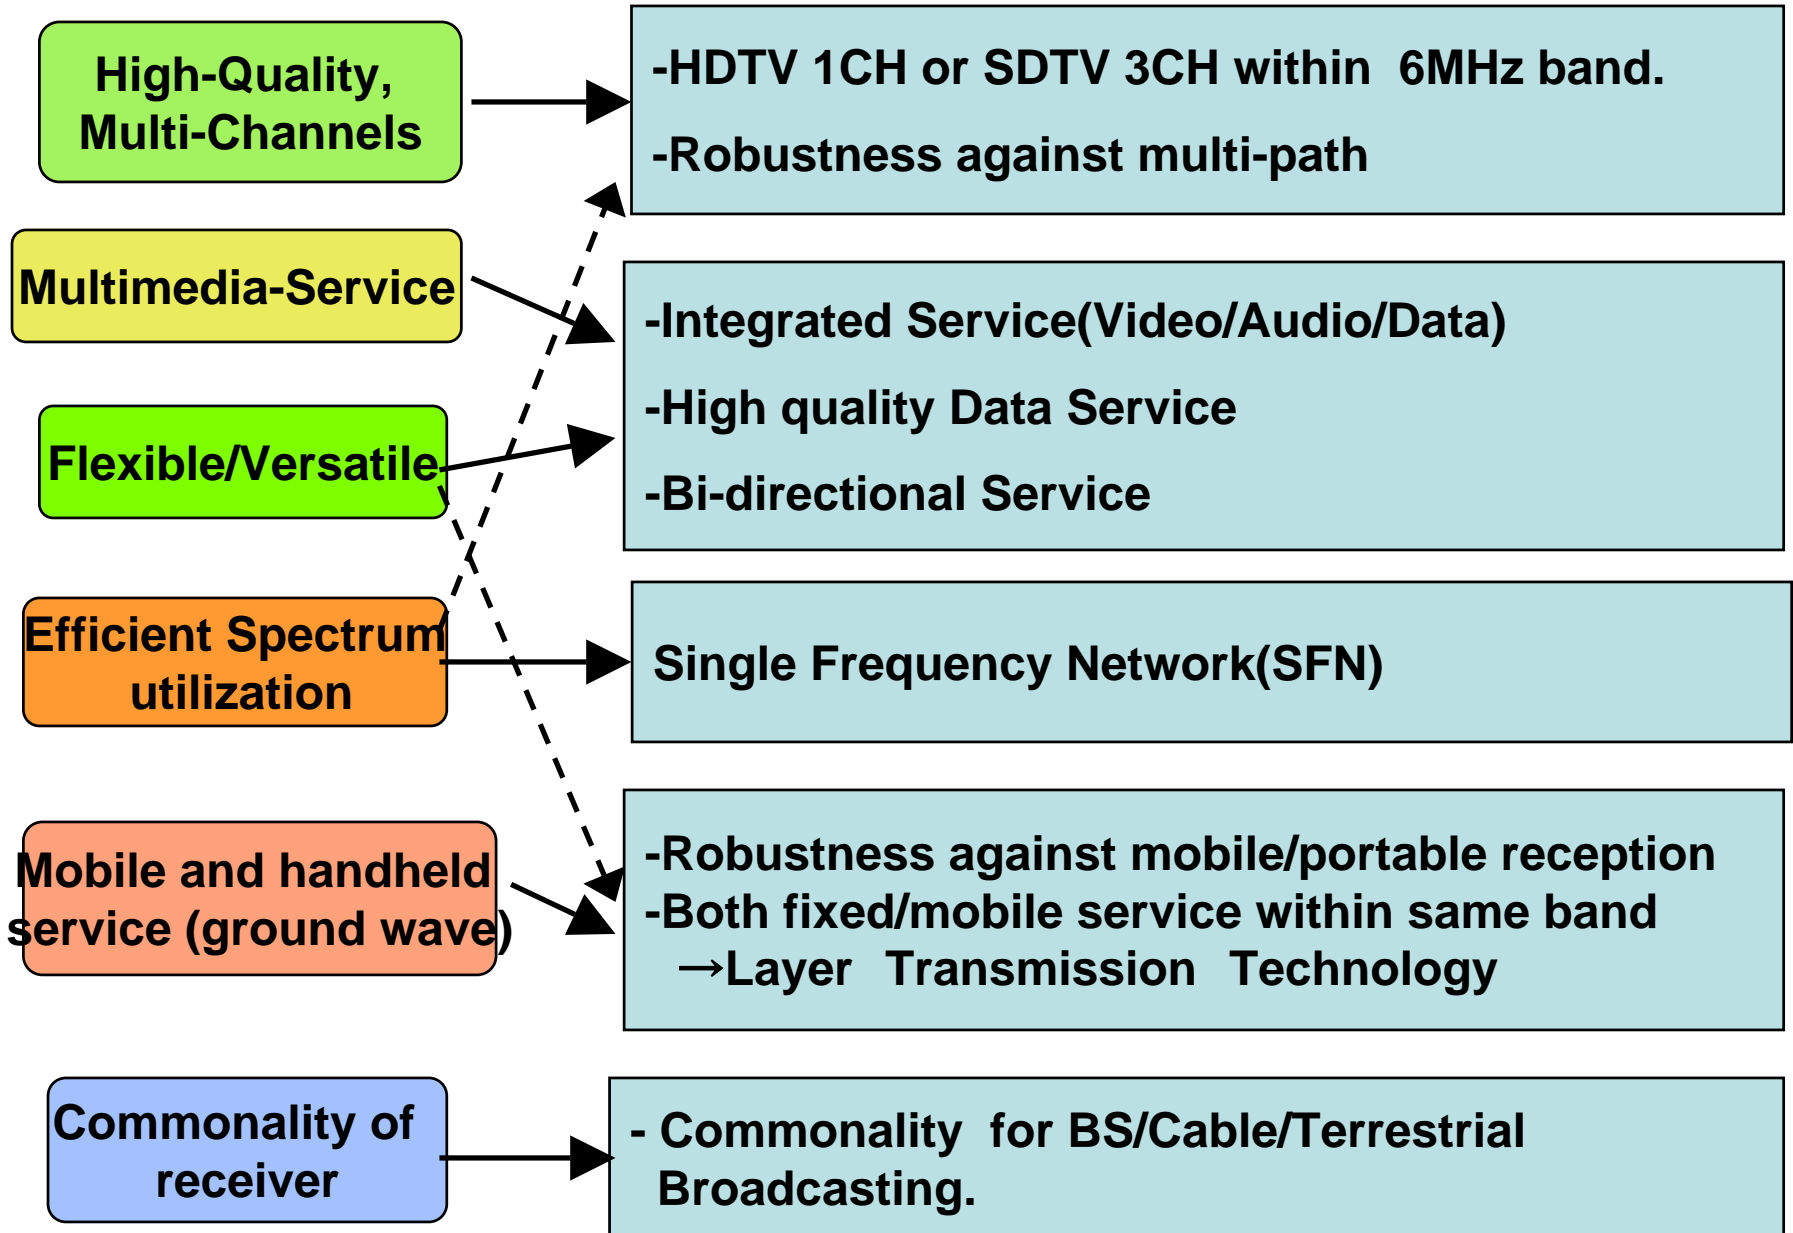 High-Quality,
Multi-Channels
-HDTV 1CH or SDTV 3CH within 6MHz band.
-Robustness against multi-path
Multimedia-Service
-Integrated Service(Video/Audio/Data)
-High quality Data Service
-Bi-directional Service
Flexible/Versatile
Efficient Spectrum
utilization
Single Frequency Network(SFN)
Mobile and handheld
service (ground wave)
-Robustness against mobile/portable reception
-Both fixed/mobile service within same band
→Layer Transmission Technology
Commonality of
receiver
- Commonality for BS/Cable/Terrestrial
Broadcasting.